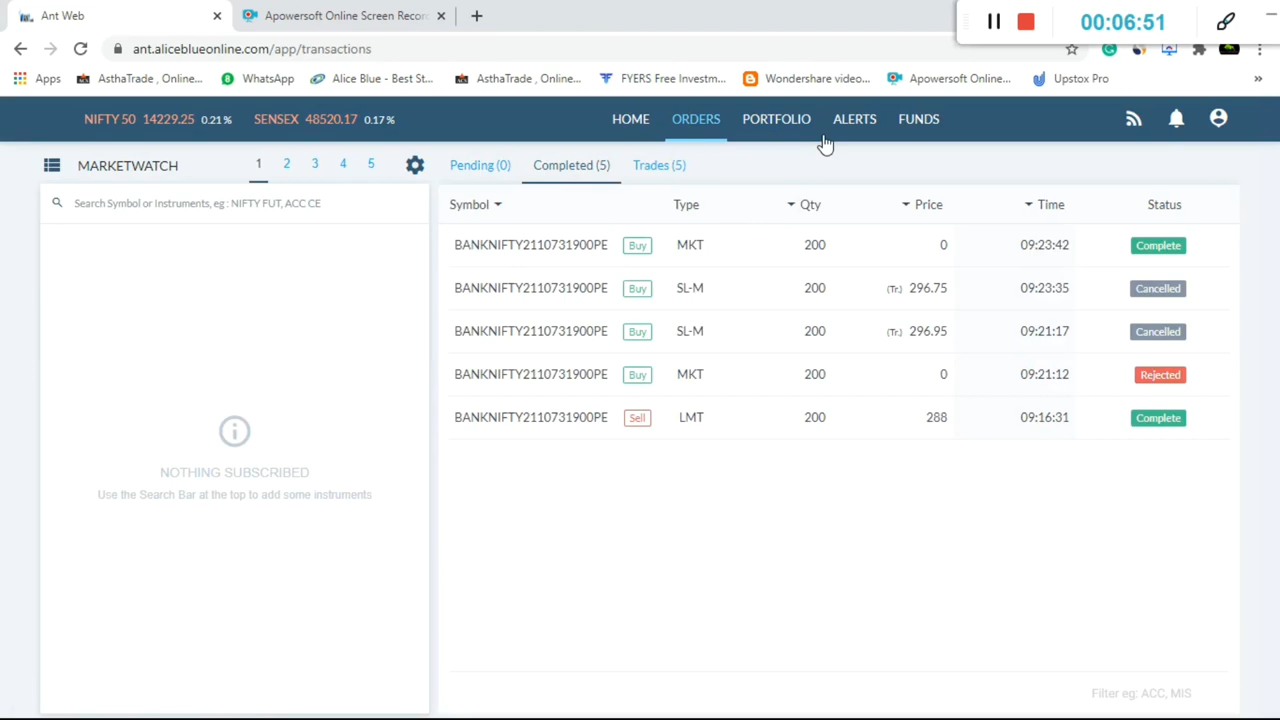 Ant Web
Apowersoft Online Screen Recor
00:06:51
ant.aliceblueonline.com/app/transactions
Apps
AsthaTrade , Online...
WhatsApp
Alice Blue - Best St...
AsthaTrade , Online...
FYERS Free Investm...
Wondershare video...
Apowersoft Online...
Upstox Pro
»
NIFTY 50 14229.25 0.21 %
SENSEX 48520.17 0.17 %
HOME
ORDERS
PORTFOLIO
ALERTS
FUNDS
MARKETWATCH
1 2 3 4 5
Pending (0)
Completed (5)
Trades (5)
Search Symbol or Instruments, eg : NIFTY FUT, ACC CE
Symbol Type Qty Price Time Status
BANKNIFTY2110731900PE Buy MKT 200 0 09:23:42 Complete
BANKNIFTY2110731900PE Buy SL-M 200 (Tr.) 296.75 09:23:35 Cancelled
BANKNIFTY2110731900PE Buy SL-M 200 (Tr.) 296.95 09:21:17 Cancelled
BANKNIFTY2110731900PE Buy MKT 200 0 09:21:12 Rejected
BANKNIFTY2110731900PE Sell LMT 200 288 09:16:31 Complete
NOTHING SUBSCRIBED
Use the Search Bar at the top to add some instruments
Filter eg: ACC, MIS